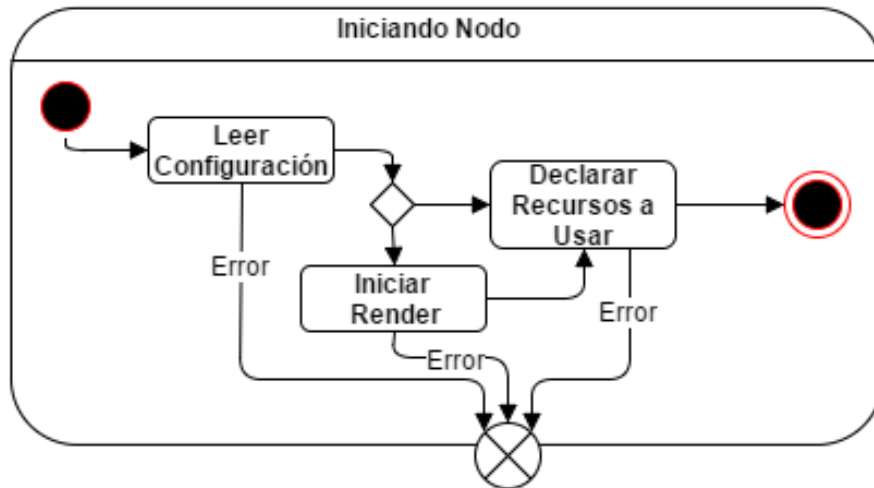 Iniciando Nodo
Leer
Configuración
Declarar
Recursos a
Usar
Error
Iniciar
Render
Error
Error